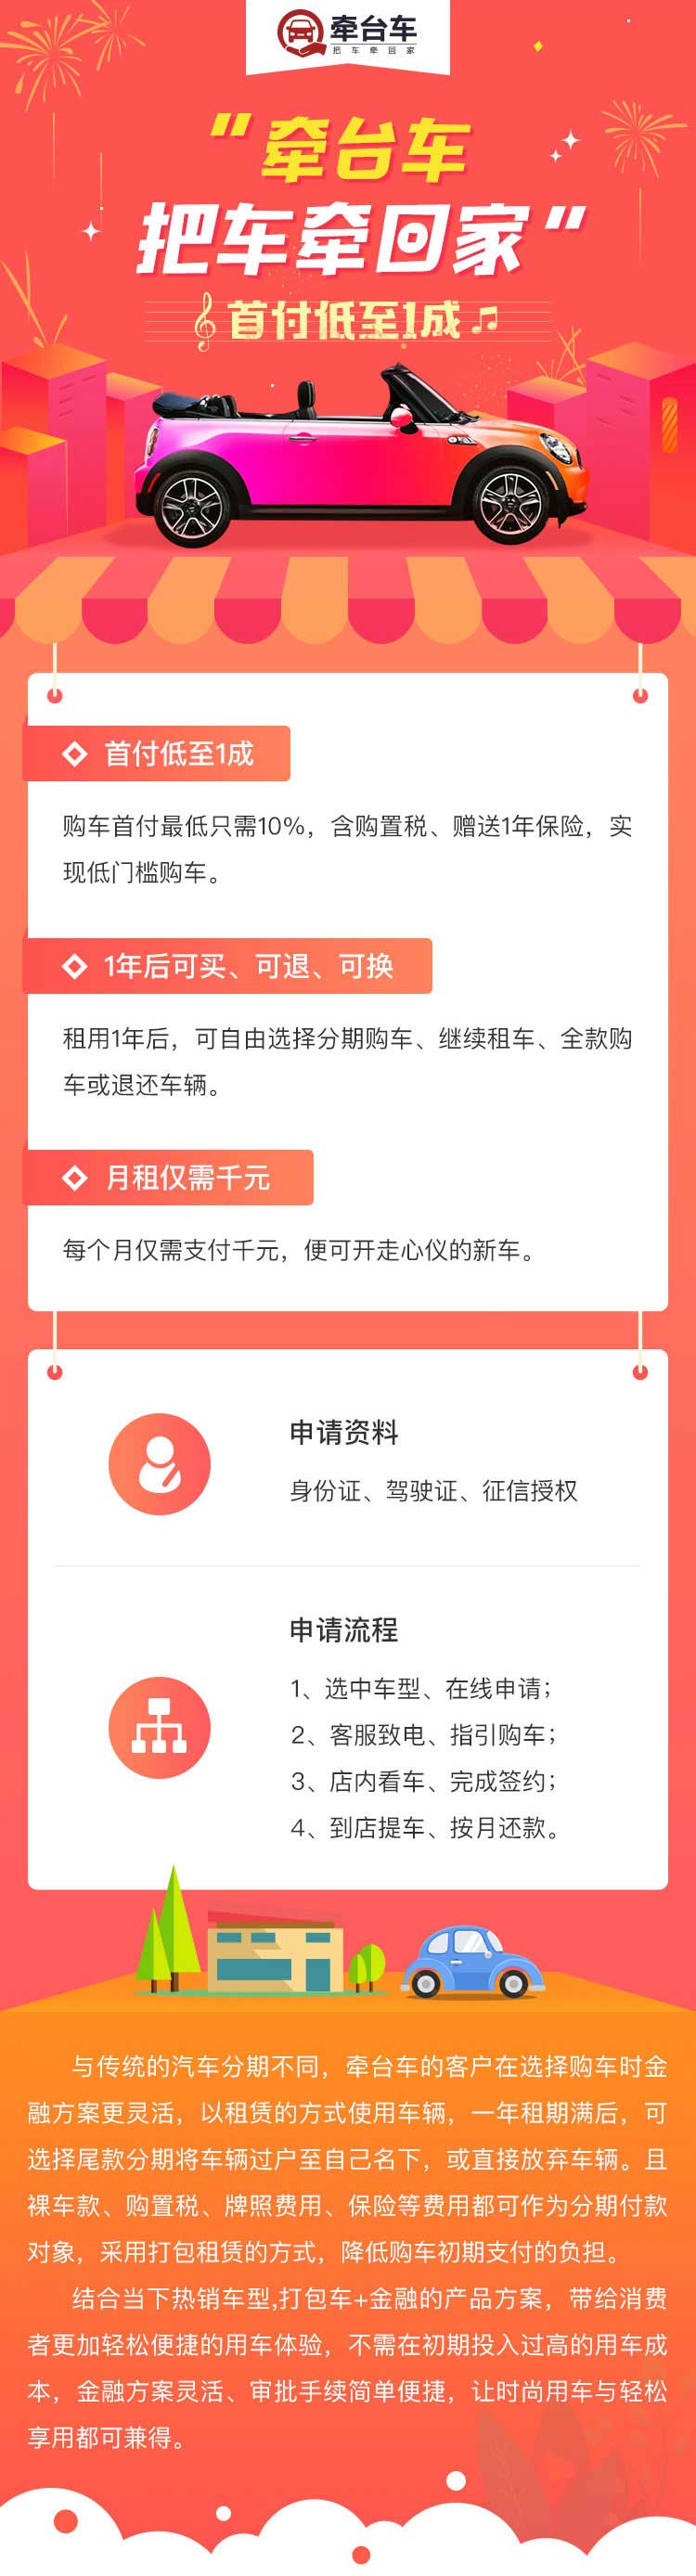 牵台车
把车牵回家
"牵台车
把车牵回家"
首付低至1成
首付低至1成
购车首付最低只需10%，含购置税、赠送1年保险，实
现低门槛购车。
1年后可买、可退、可换
租用1年后，可自由选择分期购车、继续租车、全款购
车或退还车辆。
月租仅需千元
每个月仅需支付千元，便可开走心仪的新车。
申请资料
身份证、驾驶证、征信授权
申请流程
1、选中车型、在线申请；
2、客服致电、指引购车；
3、店内看车、完成签约；
4、到店提车、按月还款。
与传统的汽车分期不同，牵台车的客户在选择购车时金
融方案更灵活，以租赁的方式使用车辆，一年租期满后，可
选择尾款分期将车辆过户至自己名下，或直接放弃车辆。且
裸车款、购置税、牌照费用、保险等费用都可作为分期付款
对象，采用打包租赁的方式，降低购车初期支付的负担。
结合当下热销车型,打包车+金融的产品方案，带给消费
者更加轻松便捷的用车体验，不需在初期投入过高的用车成
本，金融方案灵活、审批手续简单便捷，让时尚用车与轻松
享用都可兼得。